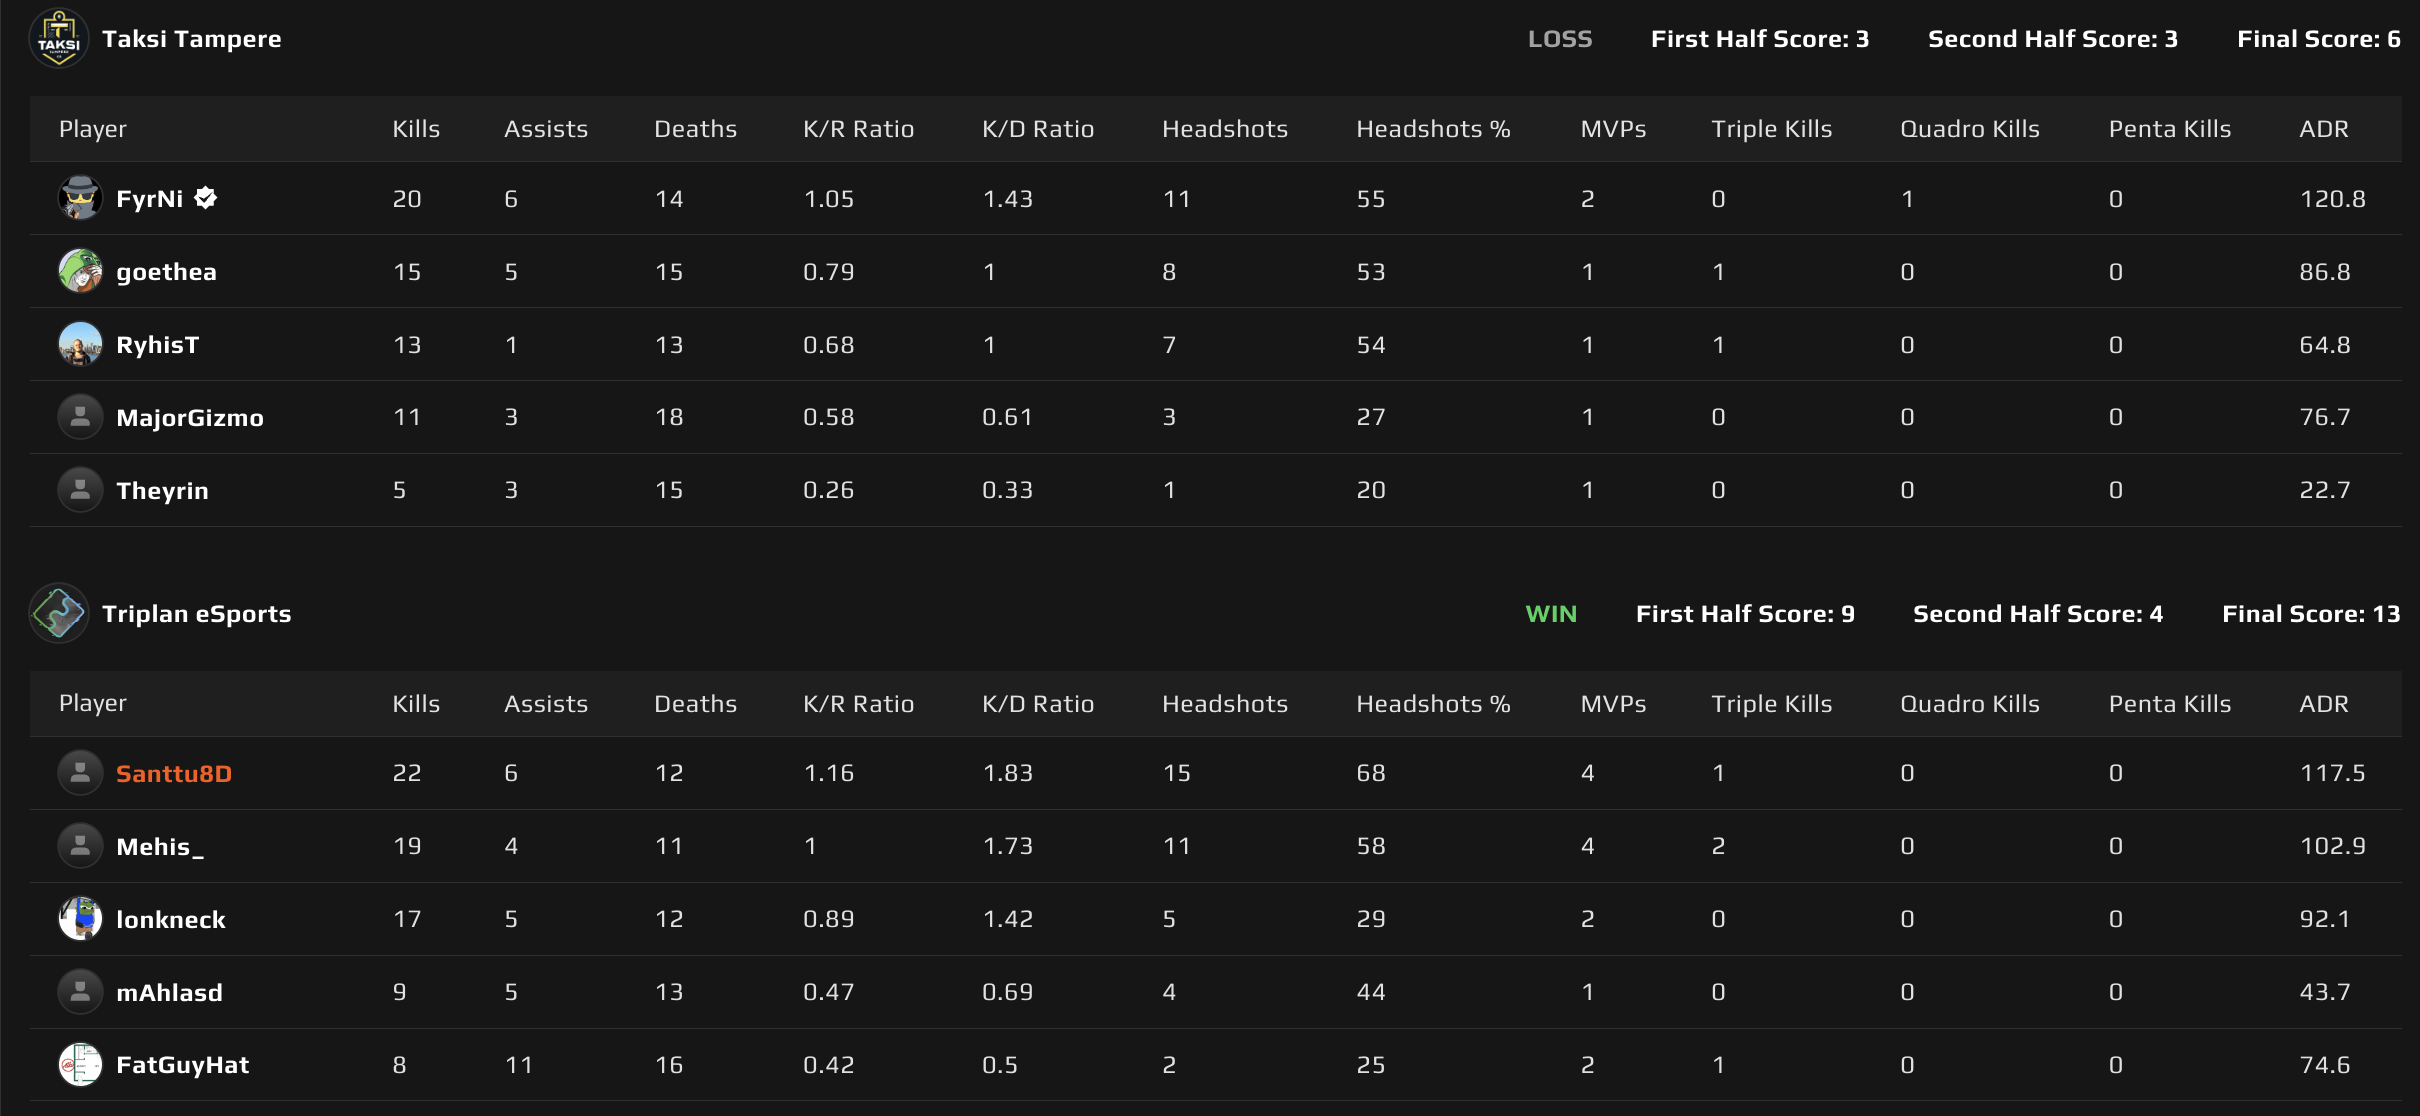 TAKSI
TAMPERE
Taksi Tampere LOSS First Half Score: 3 Second Half Score: 3 Final Score: 6
Player Kills Assists Deaths K/R Ratio K/D Ratio Headshots Headshots % MVPs Triple Kills Quadro Kills Penta Kills ADR
FyrNi 20 6 14 1.05 1.43 11 55 2 0 1 0 120.8
goethea 15 5 15 0.79 1 8 53 1 1 0 0 86.8
RyhisT 13 1 13 0.68 1 7 54 1 1 0 0 64.8
MajorGizmo 11 3 18 0.58 0.61 3 27 1 0 0 0 76.7
Theyrin 5 3 15 0.26 0.33 1 20 1 0 0 0 22.7
Triplan eSports WIN First Half Score: 9 Second Half Score: 4 Final Score: 13
Player Kills Assists Deaths K/R Ratio K/D Ratio Headshots Headshots % MVPs Triple Kills Quadro Kills Penta Kills ADR
Santtu8D 22 6 12 1.16 1.83 15 68 4 1 0 0 117.5
Mehis_ 19 4 11 1 1.73 11 58 4 2 0 0 102.9
lonkneck 17 5 12 0.89 1.42 5 29 2 0 0 0 92.1
mAhlasd 9 5 13 0.47 0.69 4 44 1 0 0 0 43.7
FatGuyHat 8 11 16 0.42 0.5 2 25 2 1 0 0 74.6